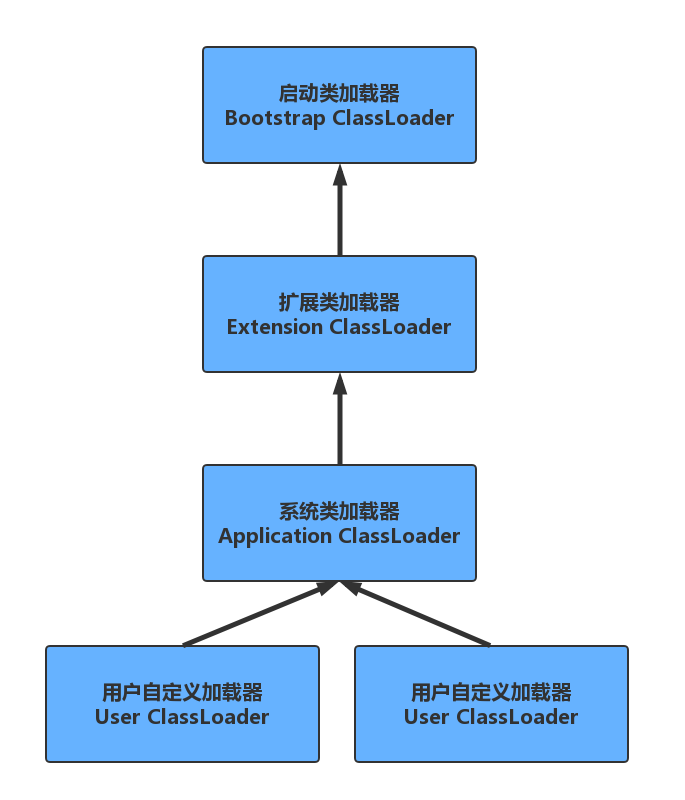 启动类加载器
Bootstrap ClassLoader
扩展类加载器
Extension ClassLoader
系统类加载器
Application ClassLoader
用户自定义加载器
User ClassLoader
用户自定义加载器
User ClassLoader